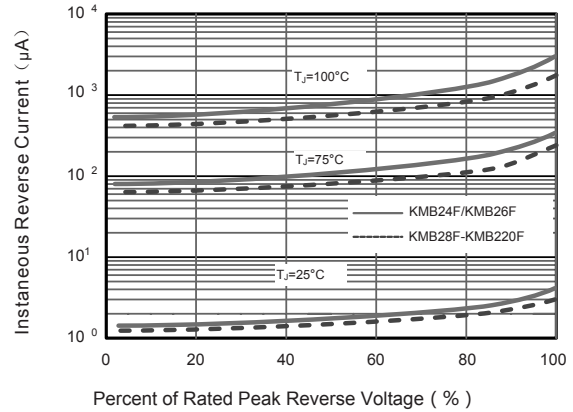 Instaneous Reverse Current（μA）
10 4
10 3
10 2
10 1
10 0
TJ=100°C
TJ=75°C
KMB24F/KMB26F
KMB28F-KMB220F
TJ=25°C
0 20 40 60 80 100
Percent of Rated Peak Reverse Voltage（%）